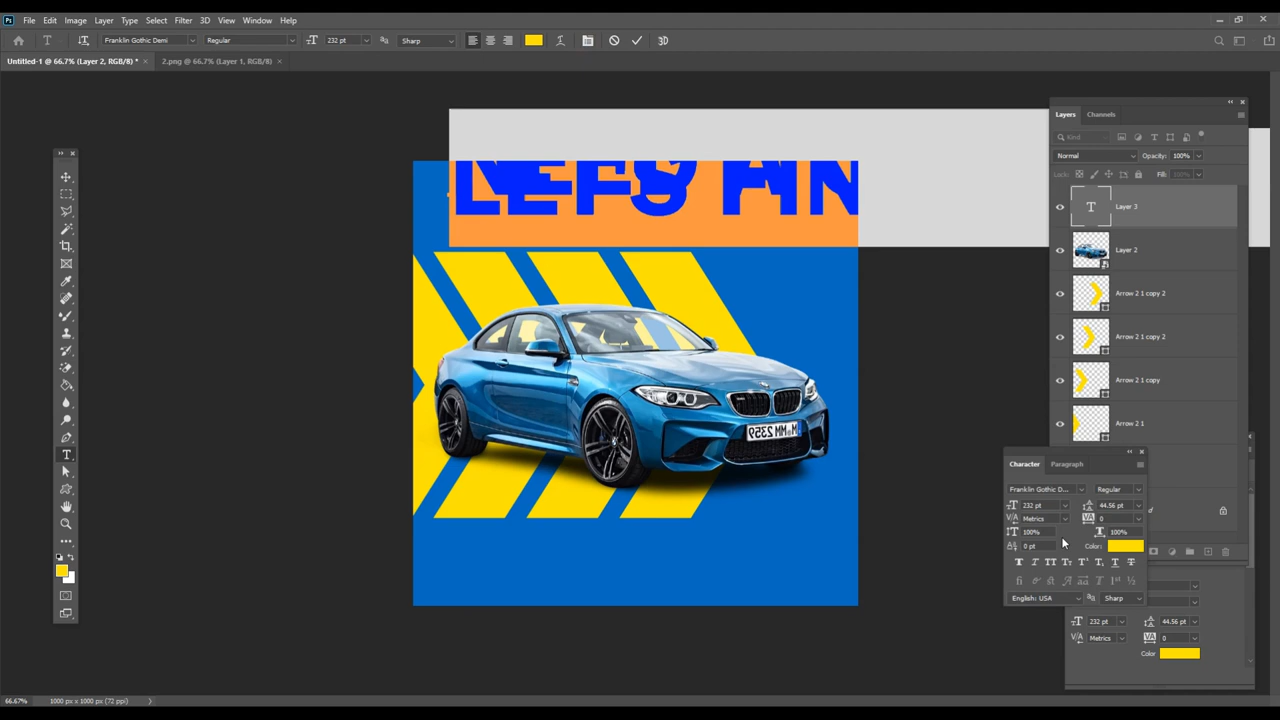 File Edit Image Layer Type Select Filter 3D View Window Help
Franklin Gothic Demi Regular 232 pt Sharp 3D
Untitled-1 @ 66.7% (Layer 2, RGB/8) * × 2.png @ 66.7% (Layer 1, RGB/8) ×
Layers Channels
Kind
Normal Opacity: 100%
Lock: Fill: 100%
Layer 3
Layer 2
Arrow 2 1 copy 2
Arrow 2 1 copy 2
Arrow 2 1 copy
Arrow 2 1
Character Paragraph
Franklin Gothic D... Regular
232 pt 44.56 pt
Metrics 0
100% 100%
0 pt Color:
English: USA Sharp
232 pt 44.56 pt
Metrics 0
Color
66.67% 1000 px x 1000 px (72 ppi)